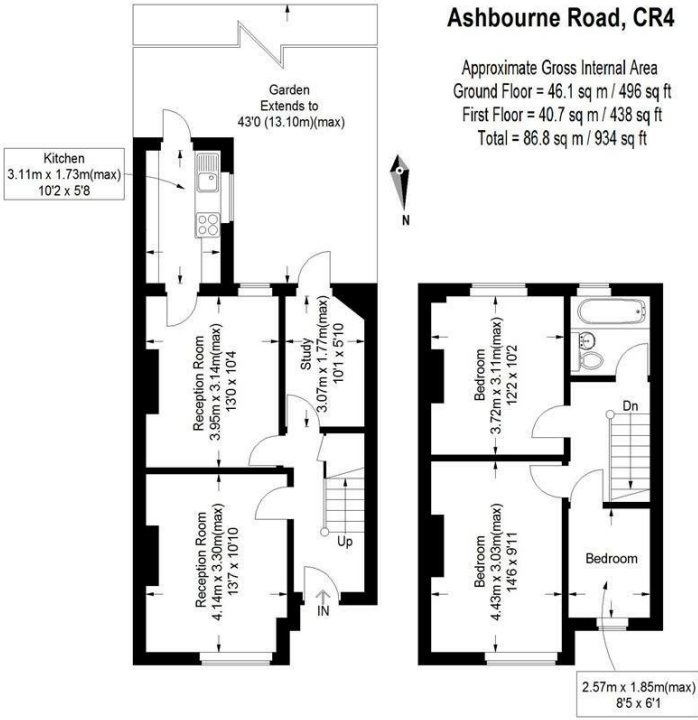 Ashbourne Road, CR4
Approximate Gross Internal Area
Ground Floor = 46.1 sq m / 496 sq ft
First Floor = 40.7 sq m / 438 sq ft
Total = 86.8 sq m / 934 sq ft
Garden
Extends to
43'0 (13.10m)(max)
Kitchen
3.11m x 1.73m(max)
10'2 x 5'8
N
Reception Room
3.95m x 3.14m(max)
13'0 x 10'4
Study
3.07m x 1.77m(max)
10'1 x 5'10
Reception Room
4.14m x 3.30m(max)
13'7 x 10'10
Up
IN
Bedroom
3.72m x 3.11m(max)
12'2 x 10'2
Dn
Bedroom
4.43m x 3.03m(max)
14'6 x 9'11
Bedroom
2.57m x 1.85m(max)
8'5 x 6'1